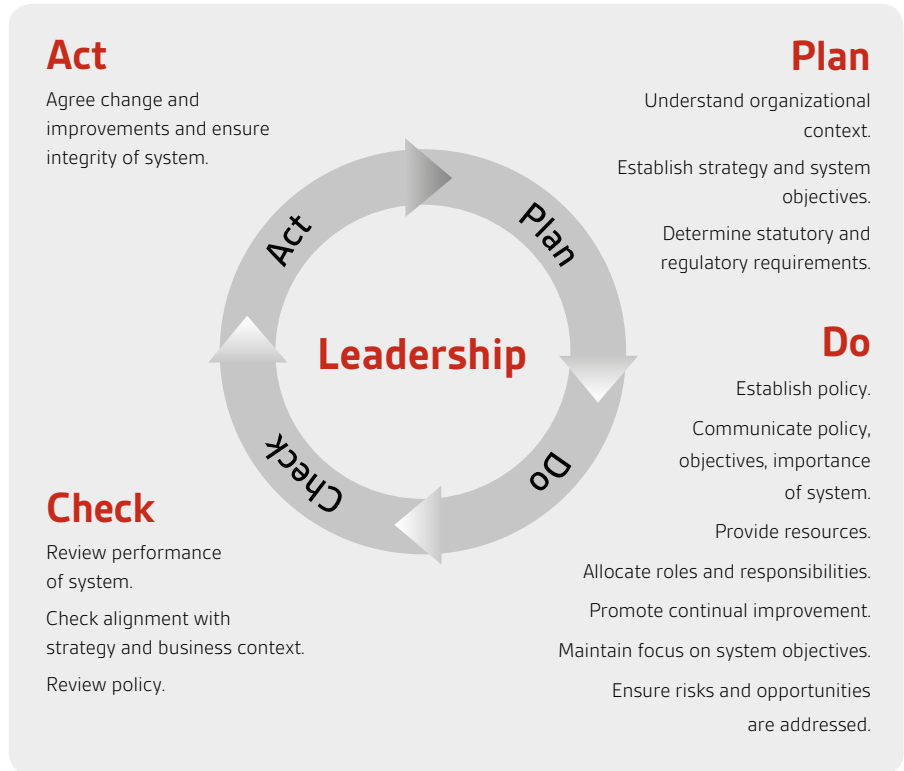 Act
Agree change and
improvements and ensure
integrity of system.
Plan
Understand organizational
context.
Establish strategy and system
objectives.
Determine statutory and
regulatory requirements.
Act
Plan
Leadership
Check
Do
Do
Establish policy.
Communicate policy,
objectives, importance
of system.
Provide resources.
Allocate roles and responsibilities.
Promote continual improvement.
Maintain focus on system objectives.
Ensure risks and opportunities
are addressed.
Check
Review performance
of system.
Check alignment with
strategy and business context.
Review policy.